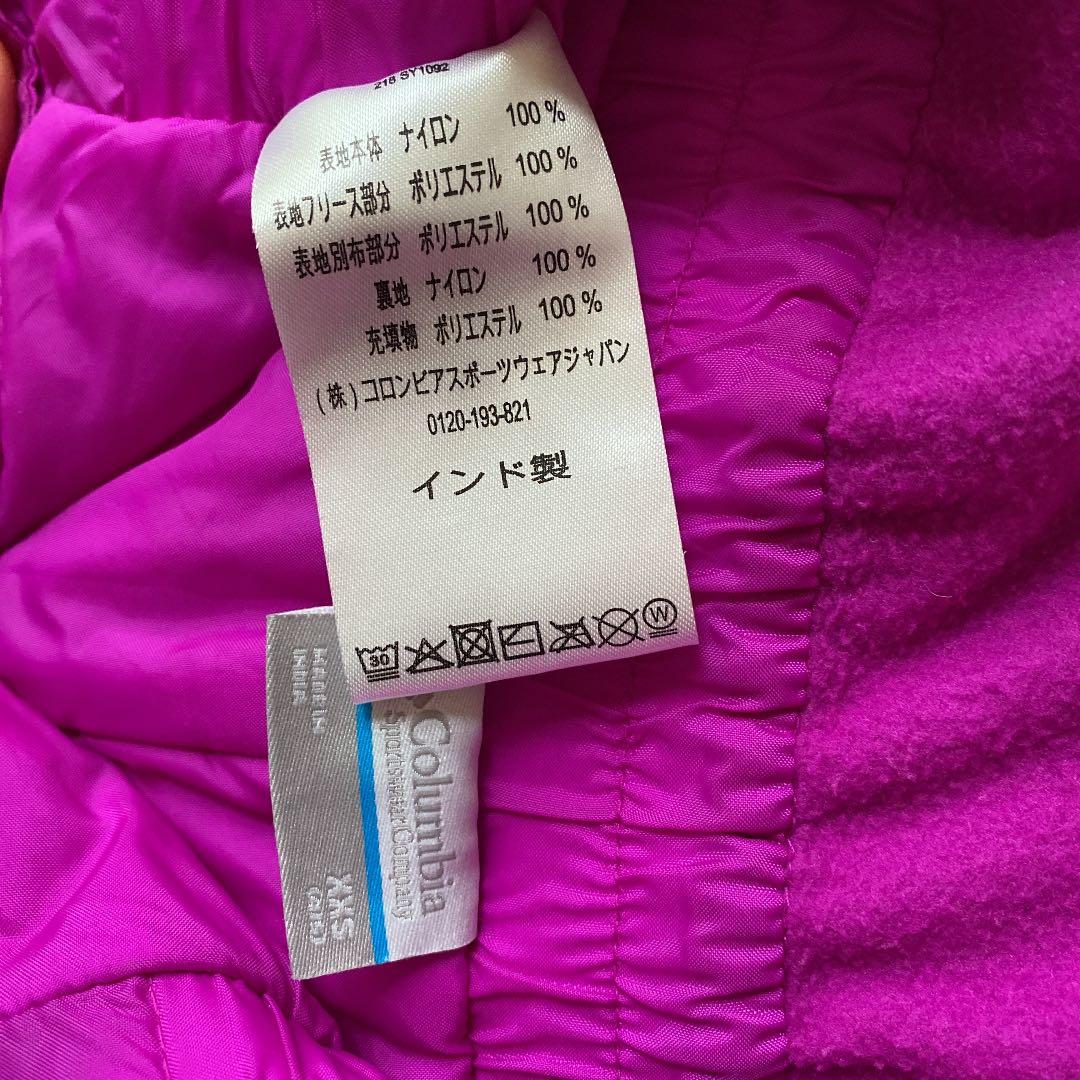 218 SY1092
表地本体 ナイロン 100 %
表地フリース部分 ポリエステル 100 %
表地別布部分 ポリエステル 100 %
裏地 ナイロン 100 %
充填物 ポリエステル 100 %
(株)コロンビアスポーツウェアジャパン
0120-193-821
インド製
30
W
Columbia
Sportswear Company
MADE IN
INDIA
XXS